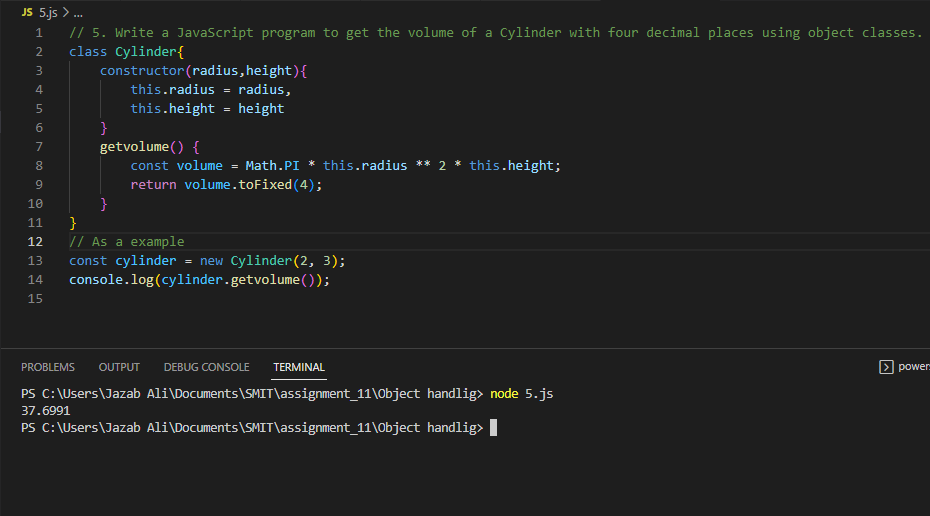 JS 5.js > ...
1 // 5. Write a JavaScript program to get the volume of a Cylinder with four decimal places using object classes.
2 class Cylinder{
3 constructor(radius,height){
4 this.radius = radius,
5 this.height = height
6 }
7 getvolume() {
8 const volume = Math.PI * this.radius ** 2 * this.height;
9 return volume.toFixed(4);
10 }
11 }
12 // As a example
13 const cylinder = new Cylinder(2, 3);
14 console.log(cylinder.getvolume());
15
PROBLEMS OUTPUT DEBUG CONSOLE TERMINAL power
PS C:\Users\Jazab Ali\Documents\SMIT\assignment_11\Object handlig> node 5.js
37.6991
PS C:\Users\Jazab Ali\Documents\SMIT\assignment_11\Object handlig>